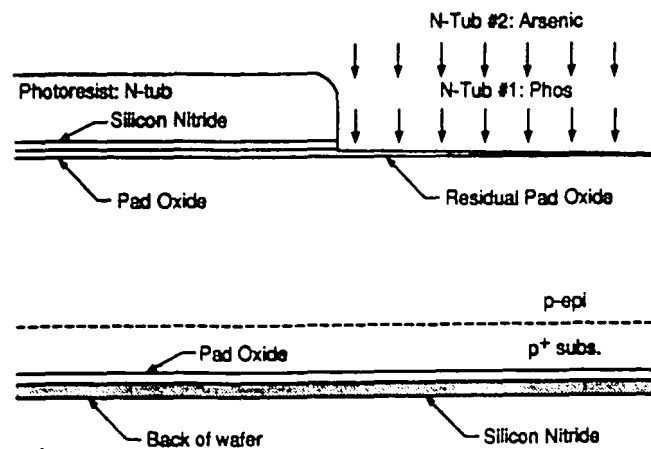 N-Tub #2: Arsenic
Photoresist: N-tub
N-Tub #1: Phos
Silicon Nitride
Pad Oxide
Residual Pad Oxide
p-epi
Pad Oxide
p+ subs.
Back of wafer
Silicon Nitride